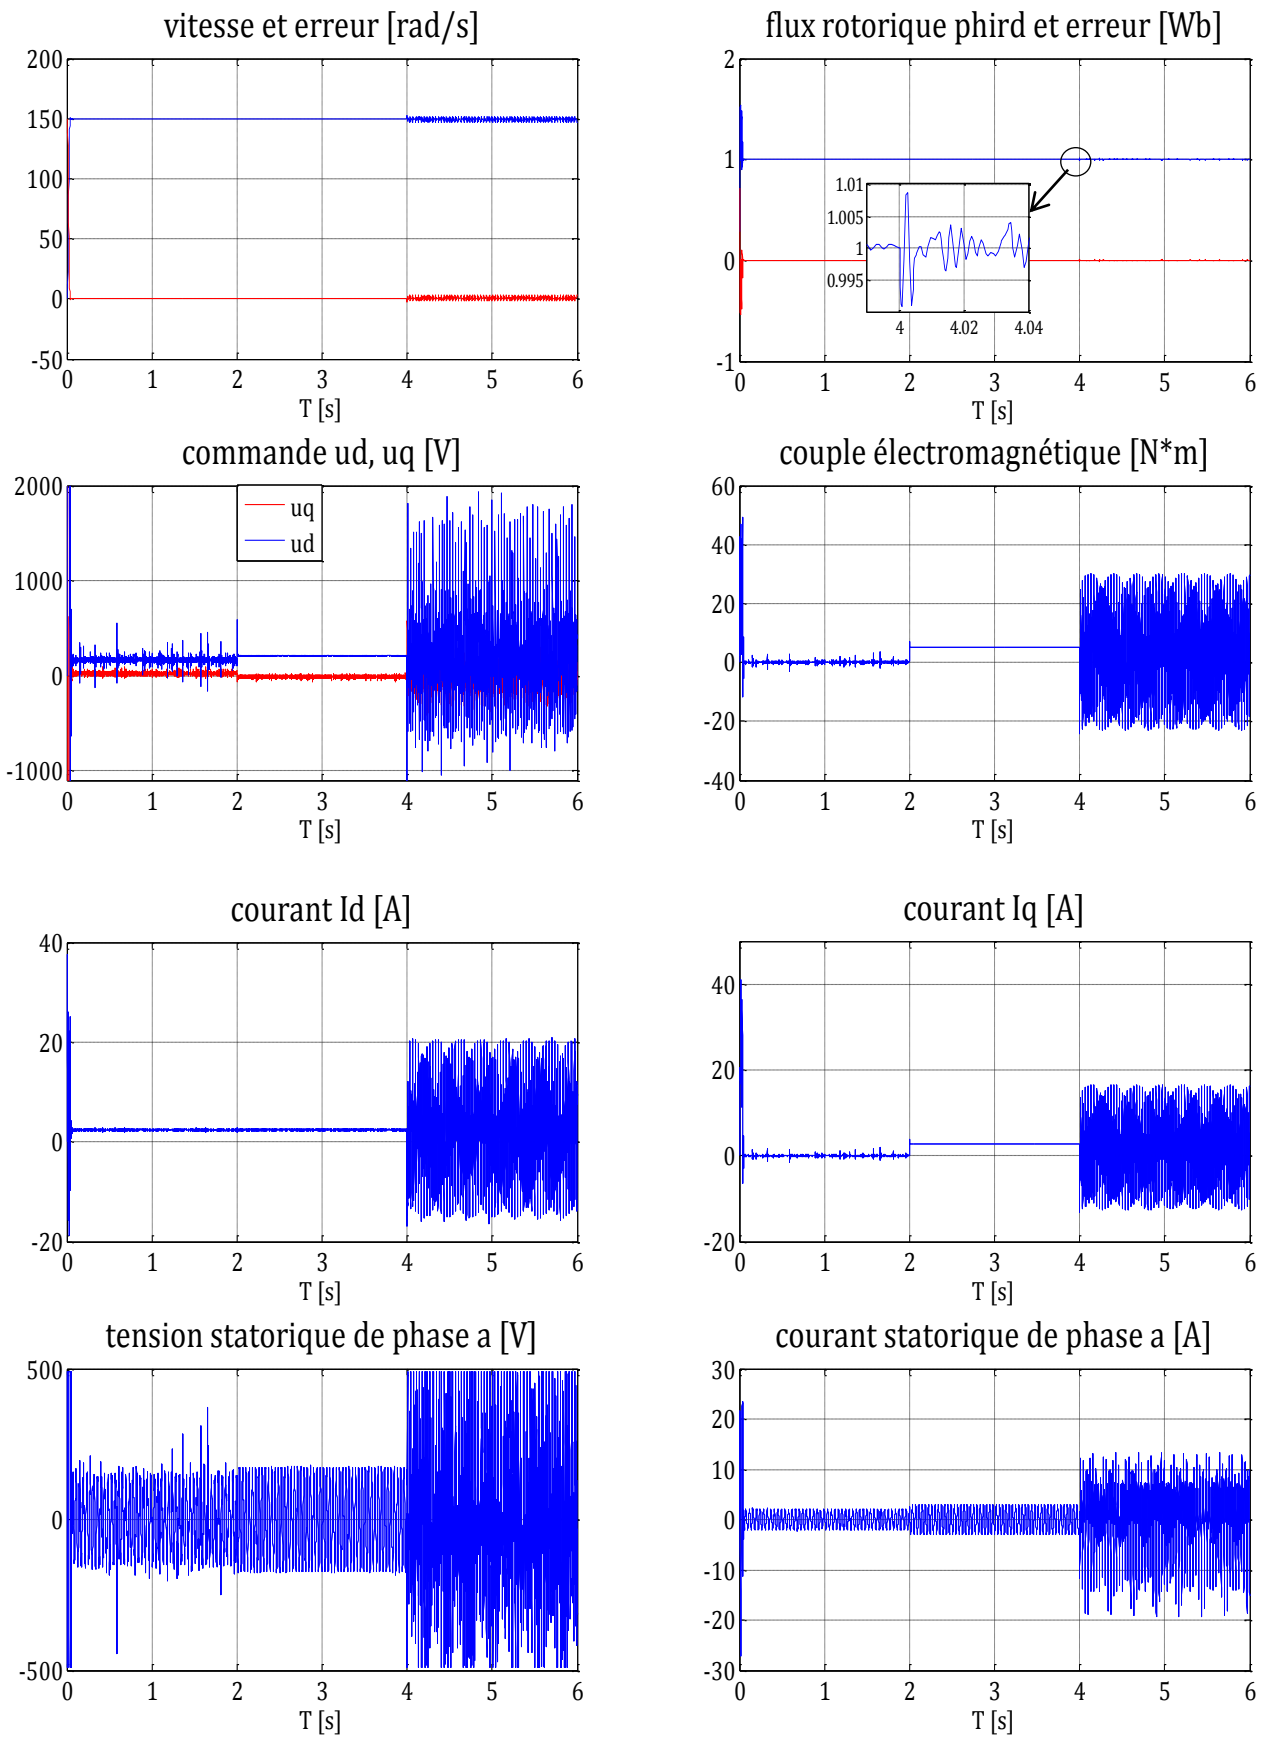 vitesse et erreur [rad/s]
200
150
100
50
0
-50
0 1 2 3 4 5 6
T [s]
flux rotorique phird et erreur [Wb]
2
1
0
-1
1.01
1.005
1
0.995
4 4.02 4.04
0 1 2 3 4 5 6
T [s]
commande ud, uq [V]
2000
1000
0
-1000
uq
ud
0 1 2 3 4 5 6
T [s]
couple électromagnétique [N*m]
60
40
20
0
-20
-40
0 1 2 3 4 5 6
T [s]
courant Id [A]
40
20
0
-20
0 1 2 3 4 5 6
T [s]
courant Iq [A]
40
20
0
-20
0 1 2 3 4 5 6
T [s]
tension statorique de phase a [V]
500
0
-500
0 1 2 3 4 5 6
T [s]
courant statorique de phase a [A]
30
20
10
0
-10
-20
-30
0 1 2 3 4 5 6
T [s]